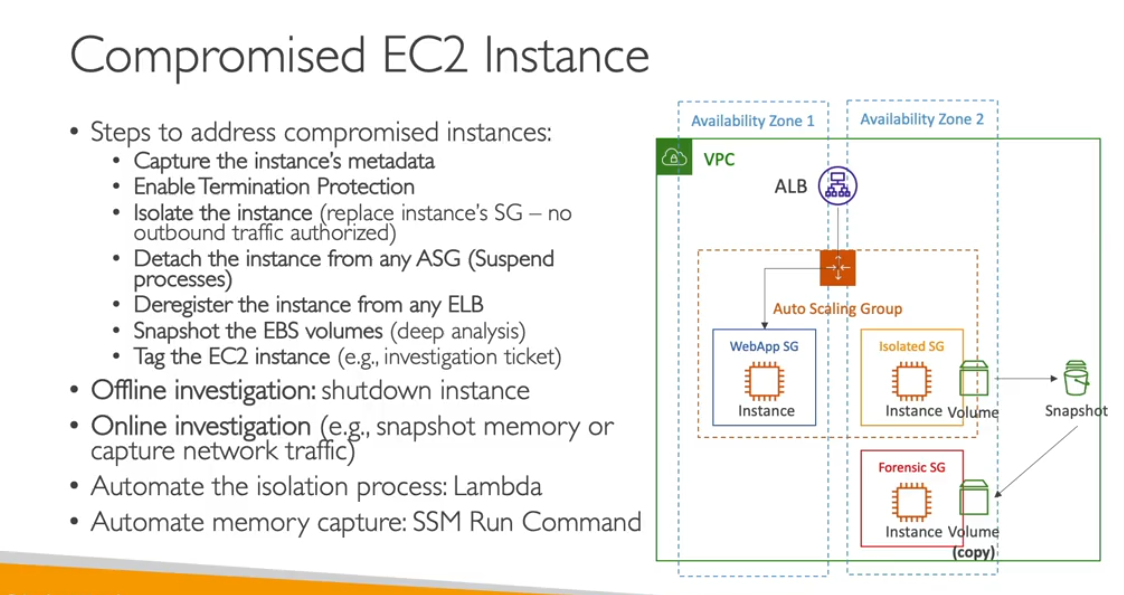 Compromised EC2 Instance
• Steps to address compromised instances:
• Capture the instance's metadata
• Enable Termination Protection
• Isolate the instance (replace instance's SG – no
outbound traffic authorized)
• Detach the instance from any ASG (Suspend
processes)
• Deregister the instance from any ELB
• Snapshot the EBS volumes (deep analysis)
• Tag the EC2 instance (e.g., investigation ticket)
• Offline investigation: shutdown instance
• Online investigation (e.g., snapshot memory or
capture network traffic)
• Automate the isolation process: Lambda
• Automate memory capture: SSM Run Command
Availability Zone 1
Availability Zone 2
VPC
ALB
Auto Scaling Group
WebApp SG
Instance
Isolated SG
Instance
Volume
Snapshot
Forensic SG
Instance
Volume
(copy)